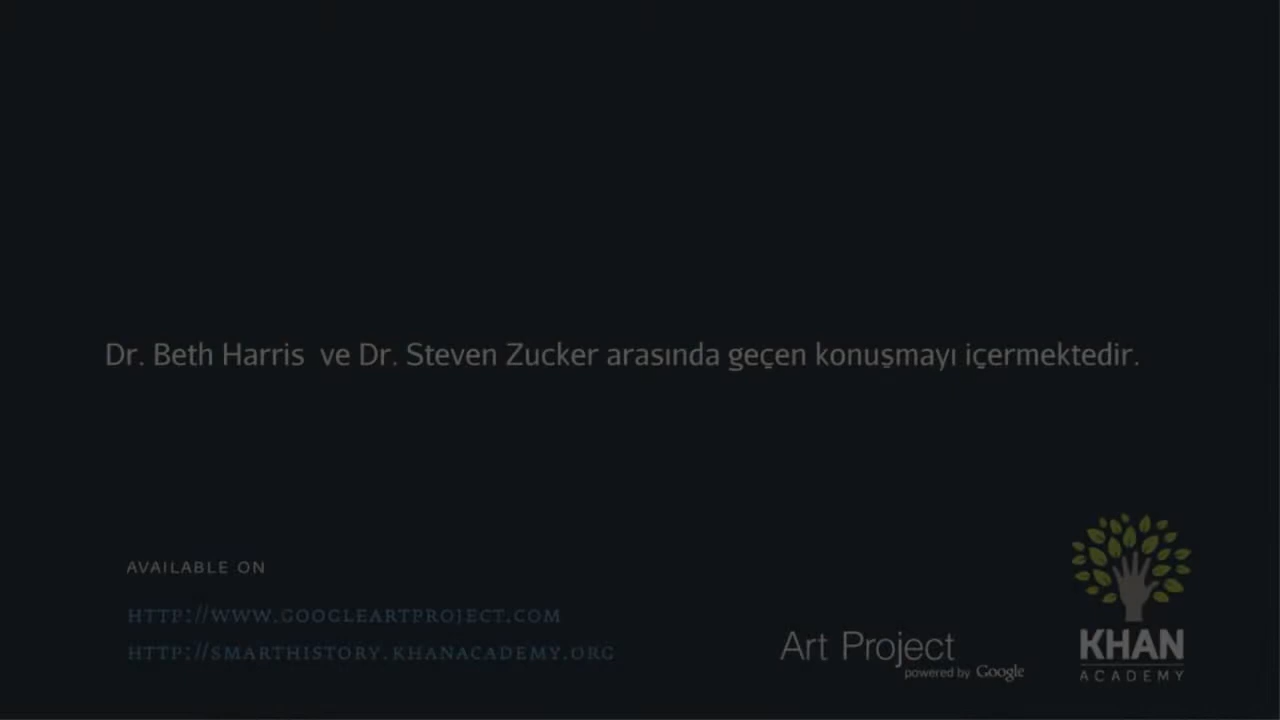 Dr. Beth Harris ve Dr. Steven Zucker arasında geçen konuşmayı içermektedir.
AVAILABLE ON
HTTP://WWW.GOOGLEARTPROJECT.COM
HTTP://SMARTHISTORY.KHANACADEMY.ORG
Art Project
powered by Google
KHAN
ACADEMY